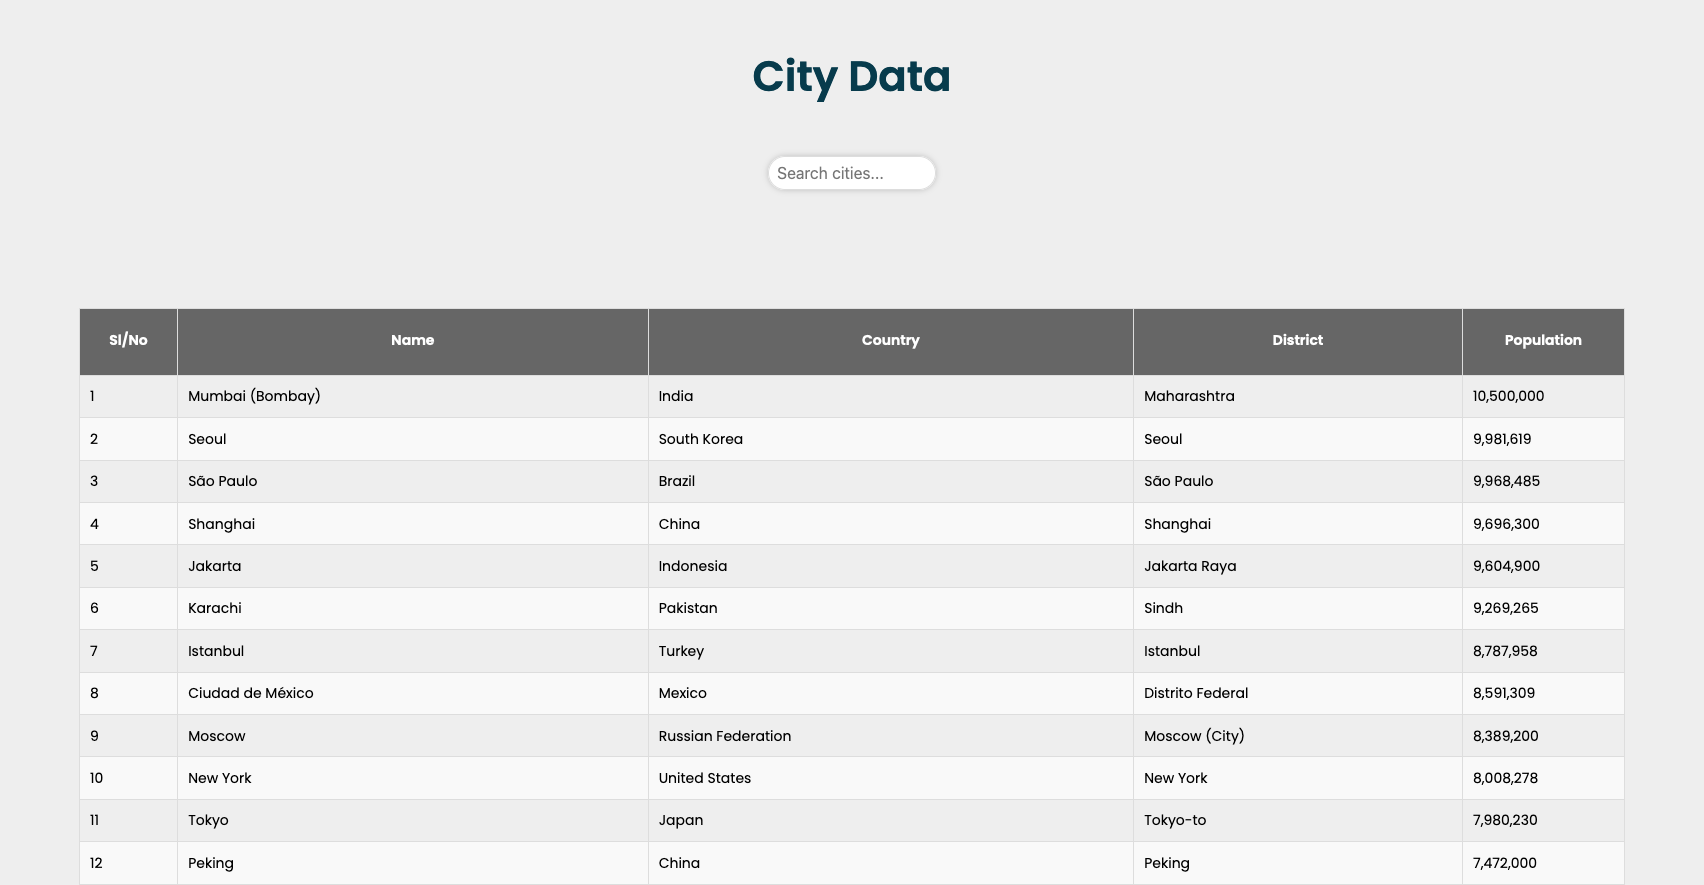 City Data
Search cities...
Sl/No Name Country District Population
1 Mumbai (Bombay) India Maharashtra 10,500,000
2 Seoul South Korea Seoul 9,981,619
3 São Paulo Brazil São Paulo 9,968,485
4 Shanghai China Shanghai 9,696,300
5 Jakarta Indonesia Jakarta Raya 9,604,900
6 Karachi Pakistan Sindh 9,269,265
7 Istanbul Turkey Istanbul 8,787,958
8 Ciudad de México Mexico Distrito Federal 8,591,309
9 Moscow Russian Federation Moscow (City) 8,389,200
10 New York United States New York 8,008,278
11 Tokyo Japan Tokyo-to 7,980,230
12 Peking China Peking 7,472,000